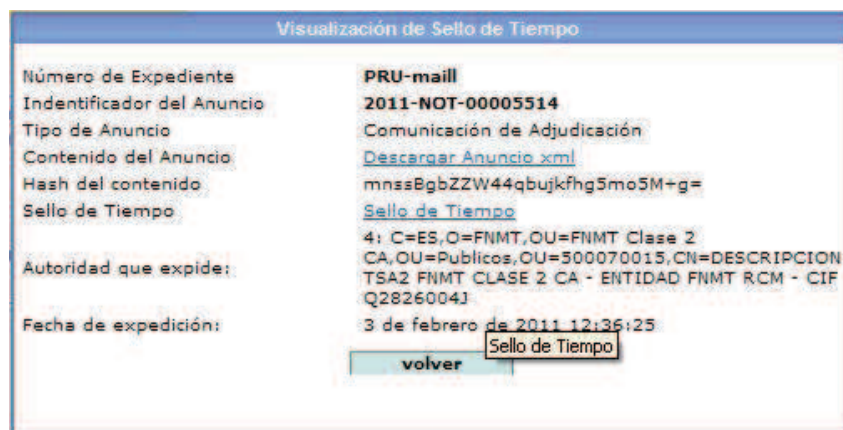 Visualización de Sello de Tiempo
Número de Expediente PRU-maill
Indentificador del Anuncio 2011-NOT-00005514
Tipo de Anuncio Comunicación de Adjudicación
Contenido del Anuncio Descargar Anuncio xml
Hash del contenido mnssBgbZZW44qbujkfhg5mo5M+g=
Sello de Tiempo Sello de Tiempo
Autoridad que expide: 4: C=ES,O=FNMT,OU=FNMT Clase 2
CA,OU=Publicos,OU=500070015,CN=DESCRIPCION
TSA2 FNMT CLASE 2 CA - ENTIDAD FNMT RCM - CIF
Q2826004J
Fecha de expedición: 3 de febrero de 2011 12:36:25
Sello de Tiempo
volver